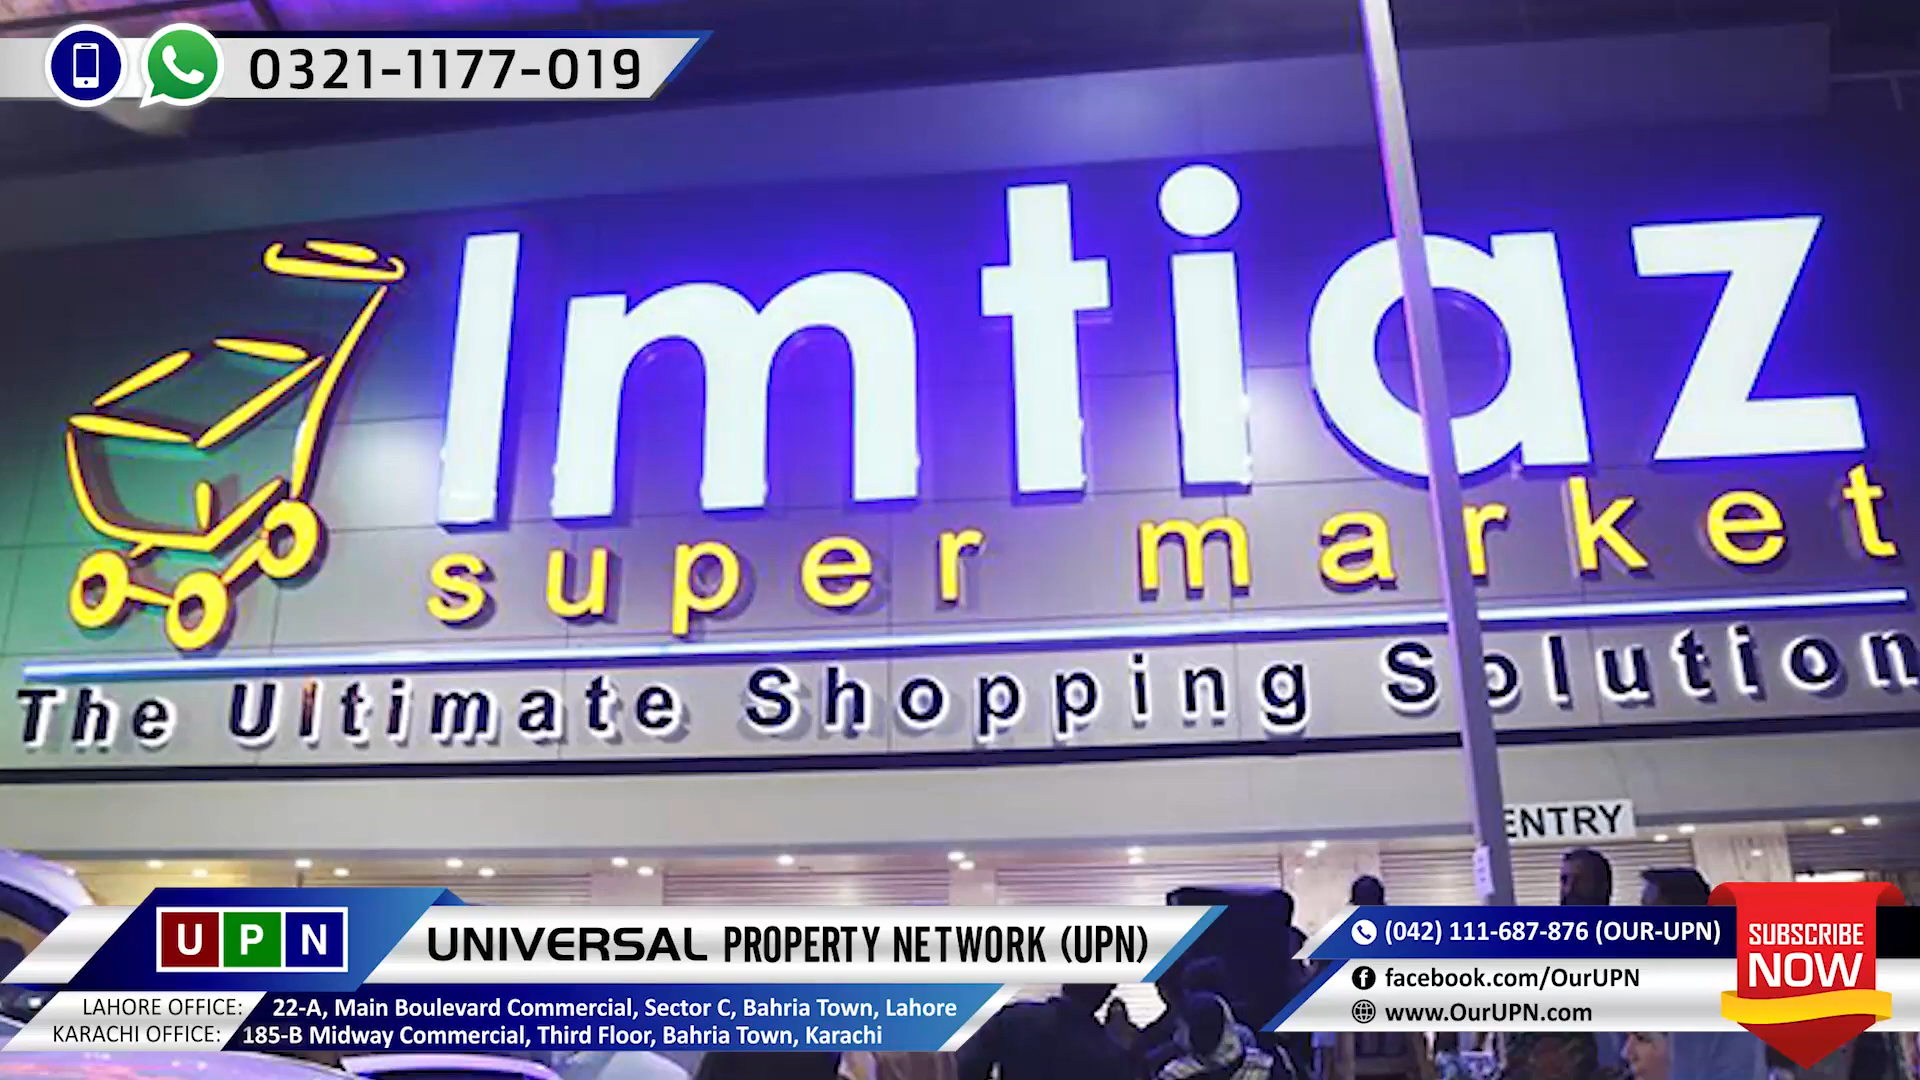 0321-1177-019
Imtiaz
super market
The Ultimate Shopping Solution
ENTRY
UPN
UNIVERSAL PROPERTY NETWORK (UPN)
LAHORE OFFICE: 22-A, Main Boulevard Commercial, Sector C, Bahria Town, Lahore
KARACHI OFFICE: 185-B Midway Commercial, Third Floor, Bahria Town, Karachi
(042) 111-687-876 (OUR-UPN)
facebook.com/OurUPN
www.OurUPN.com
SUBSCRIBE
NOW